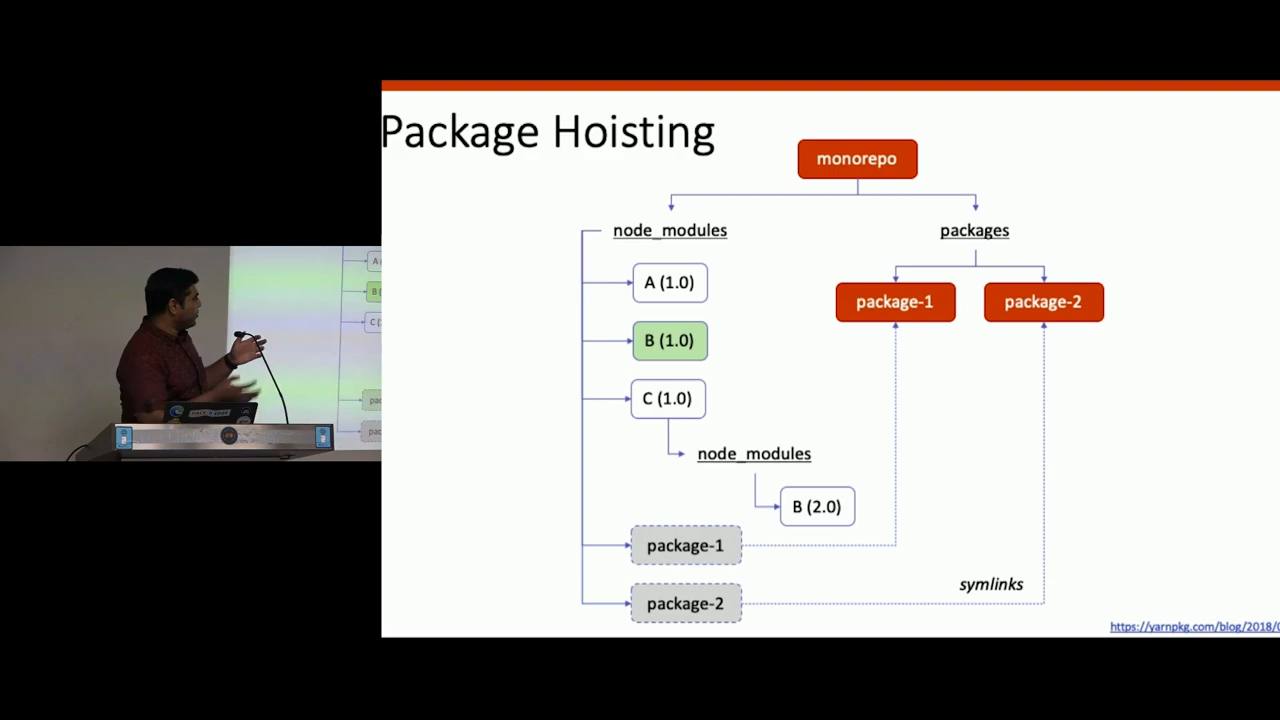 Package Hoisting
monorepo
node_modules
packages
A (1.0)
package-1
package-2
B (1.0)
C (1.0)
node_modules
B (2.0)
package-1
package-2
symlinks
https://yarnpkg.com/blog/2018/0